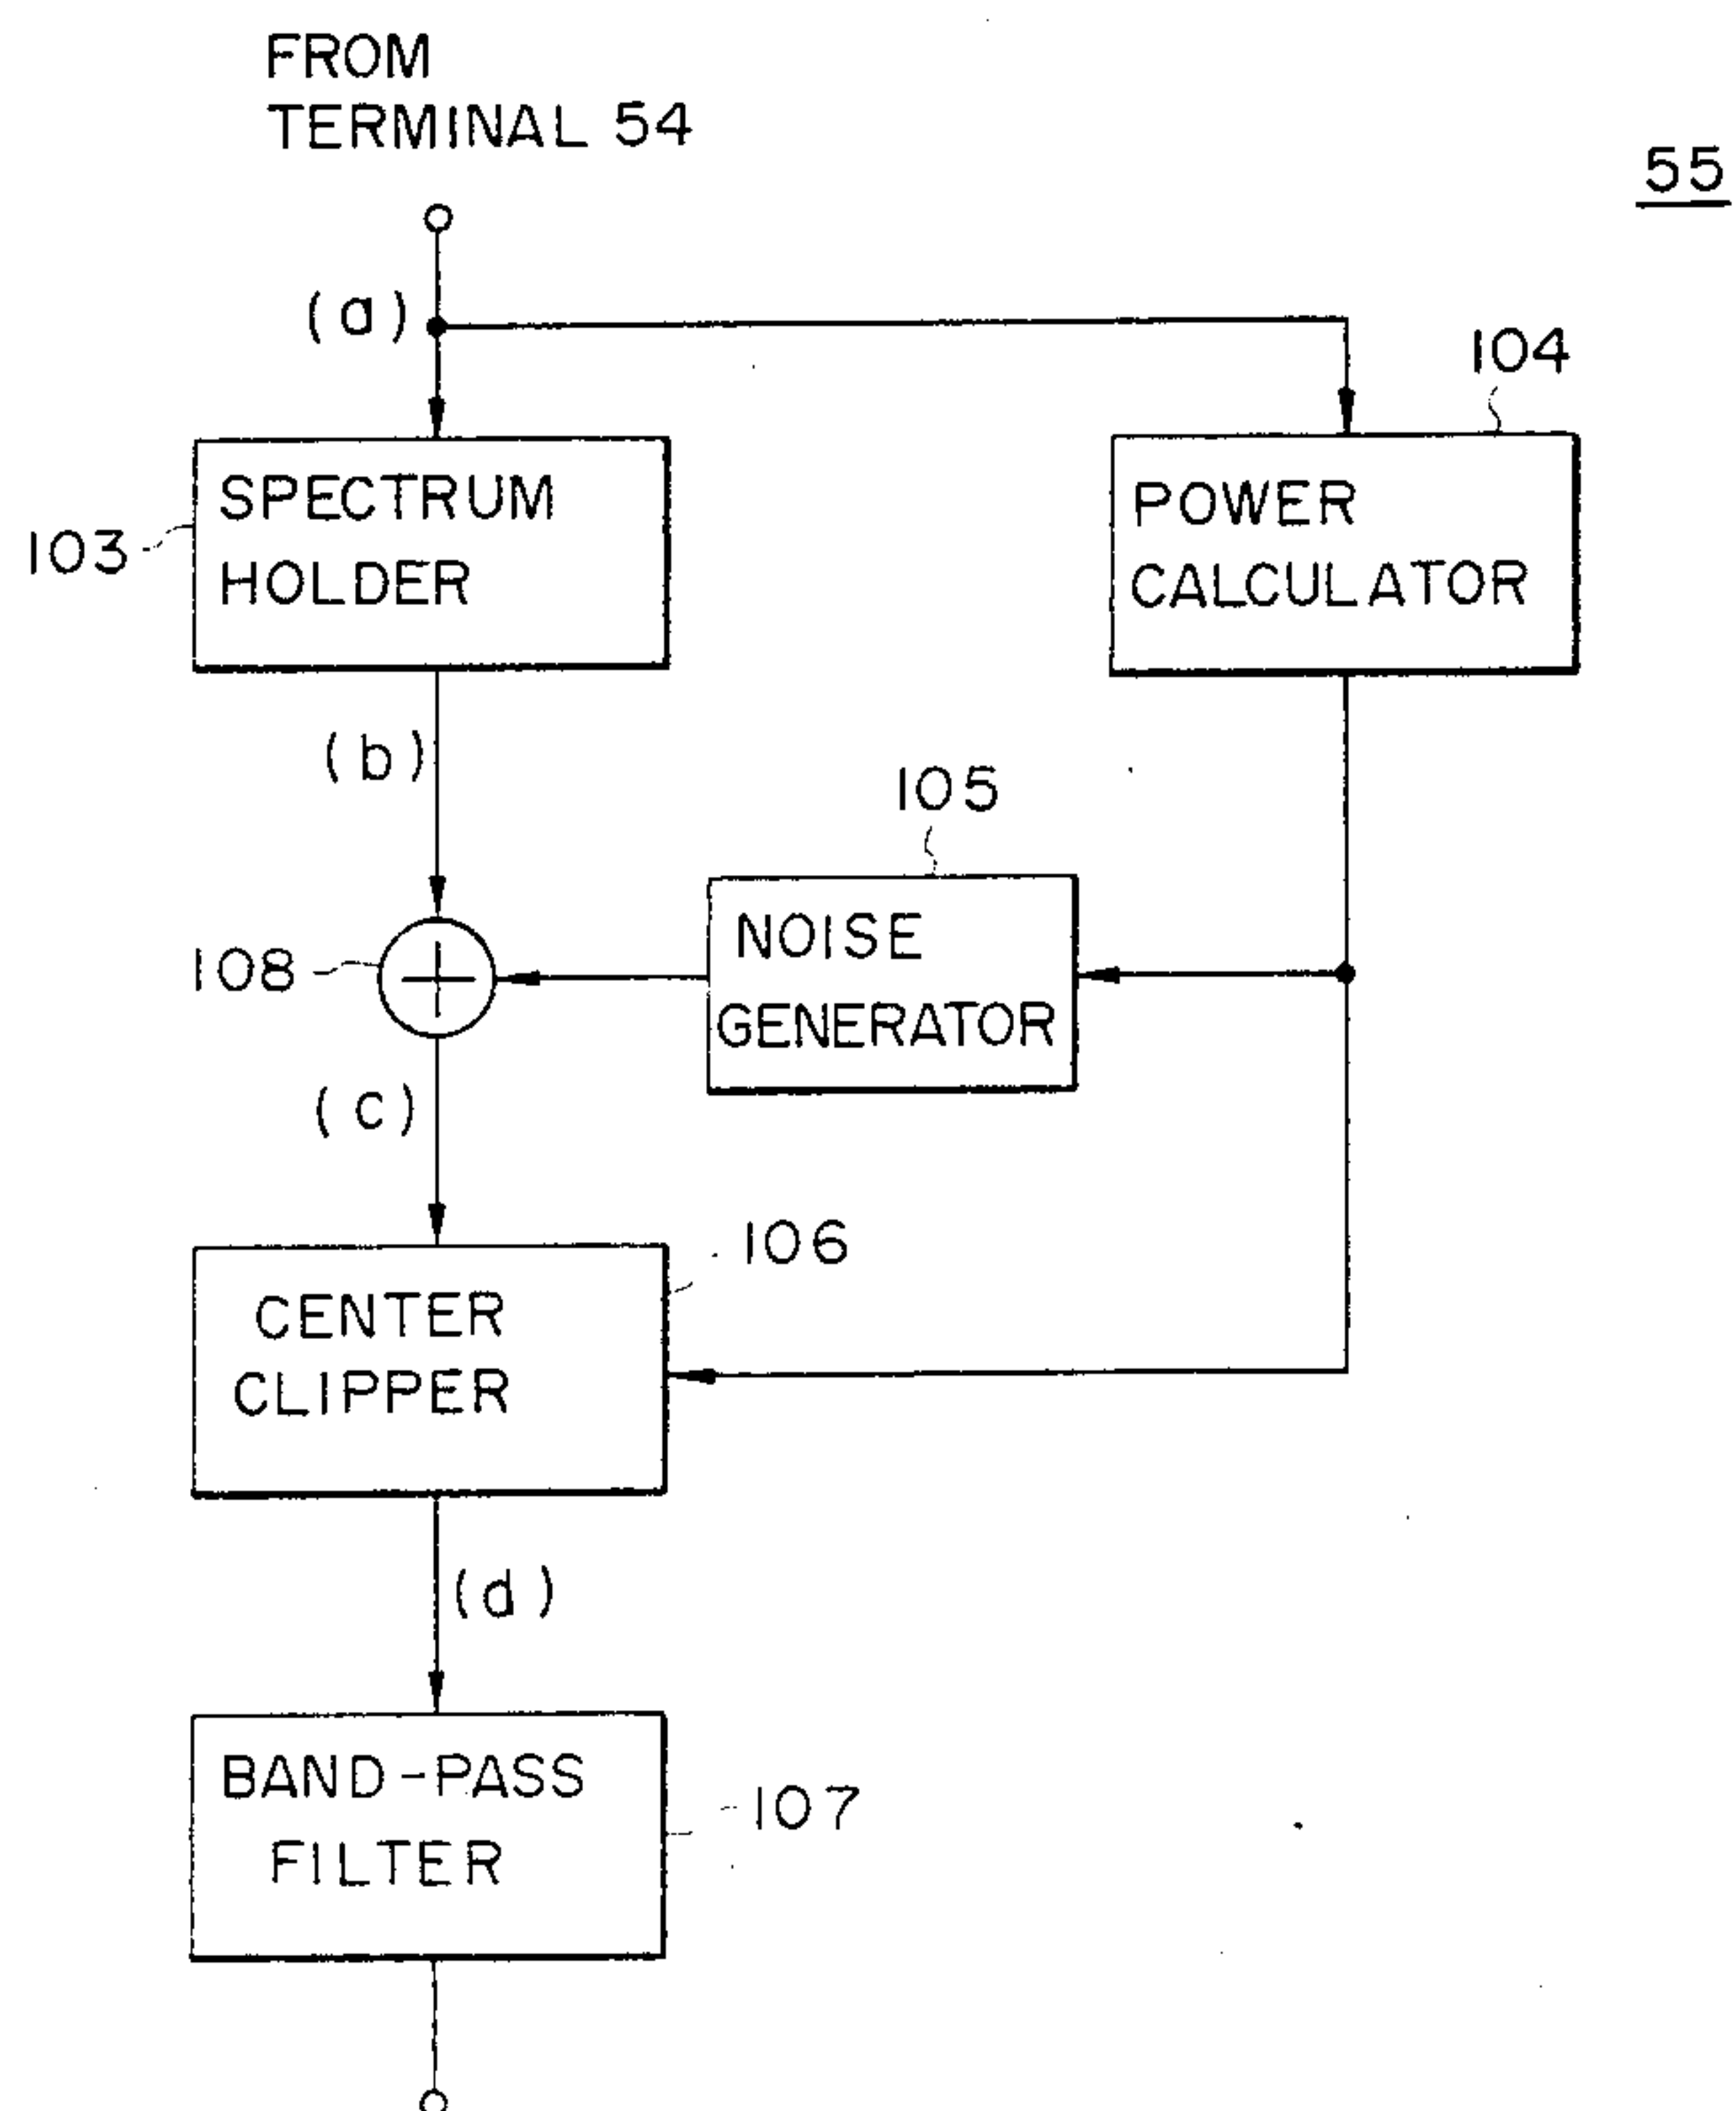 FROM
TERMINAL 54
55
(a)
104
SPECTRUM
HOLDER
103
POWER
CALCULATOR
(b)
105
NOISE
GENERATOR
108
(c)
106
CENTER
CLIPPER
(d)
BAND-PASS
FILTER
107